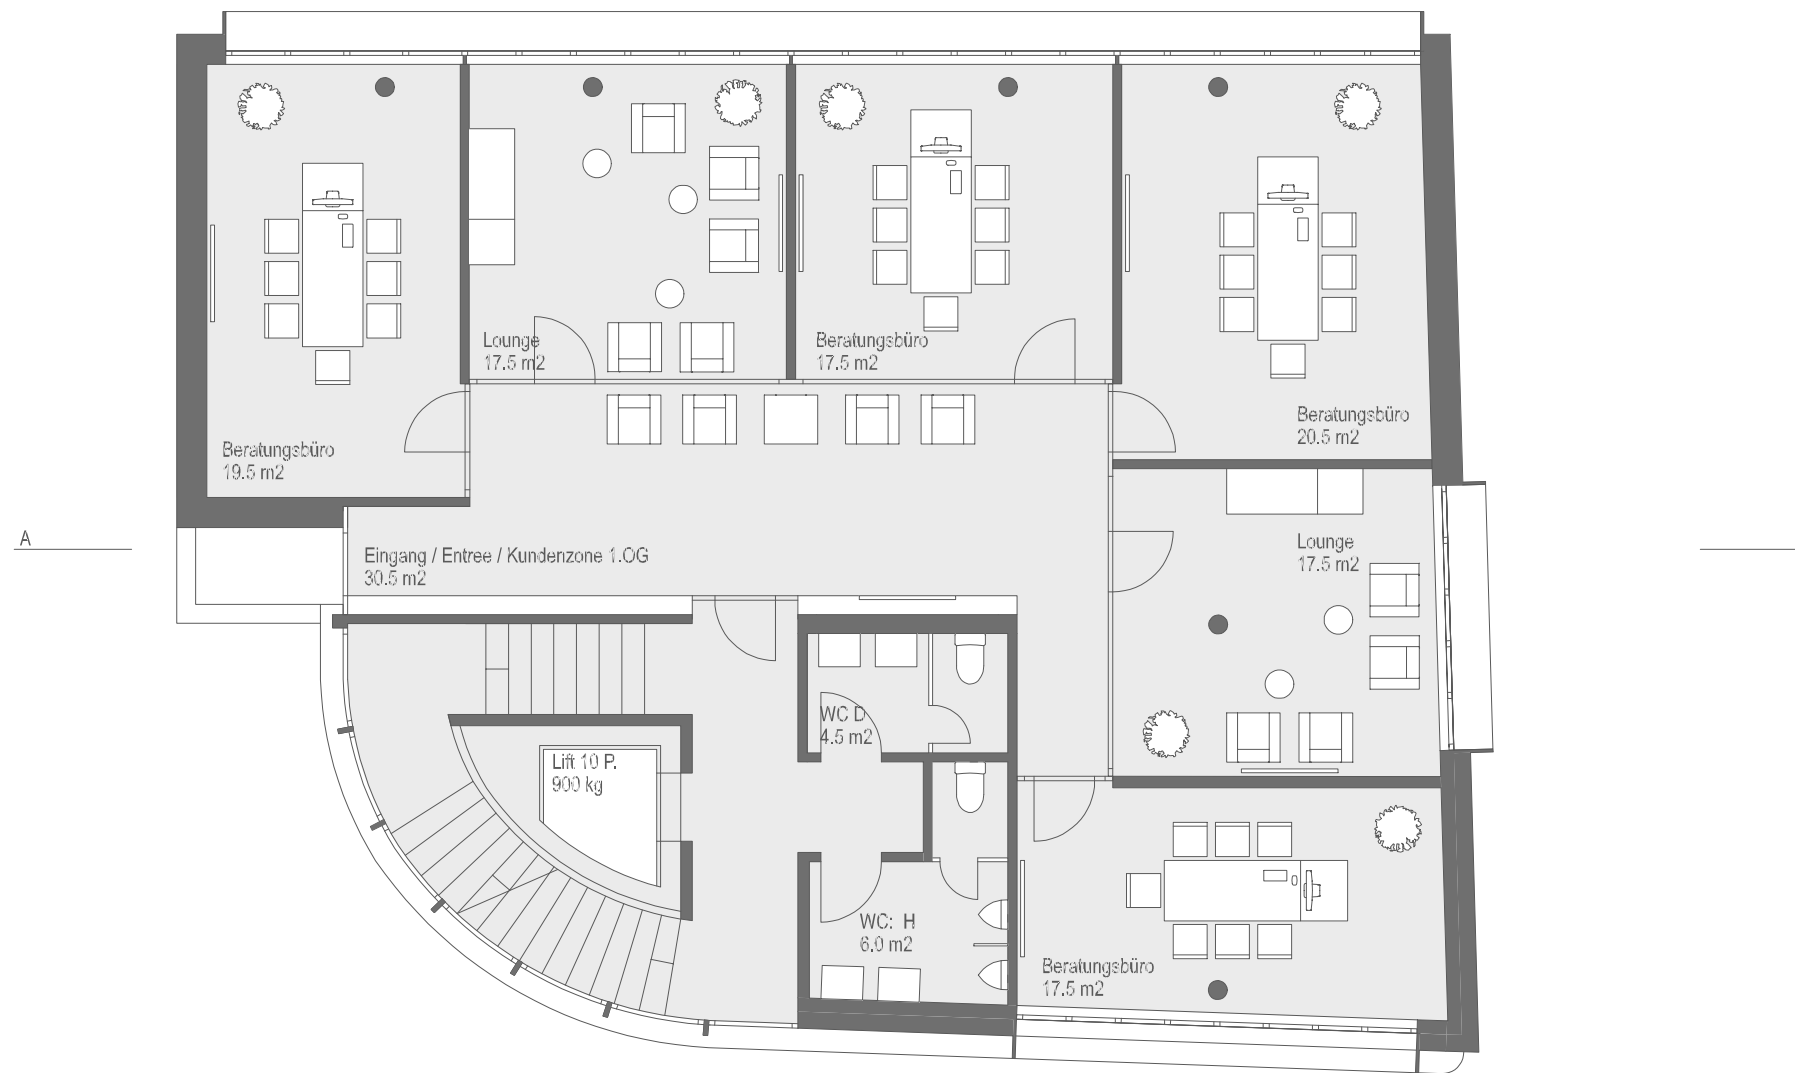 Lounge
17.5 m2
Beratungsbüro
17.5 m2
Beratungsbüro
20.5 m2
Beratungsbüro
19.5 m2
A
Eingang / Entree / Kundenzone 1.OG
30.5 m2
Lounge
17.5 m2
WC D
4.5 m2
Lift 10 P.
900 kg
WC: H
6.0 m2
Beratungsbüro
17.5 m2